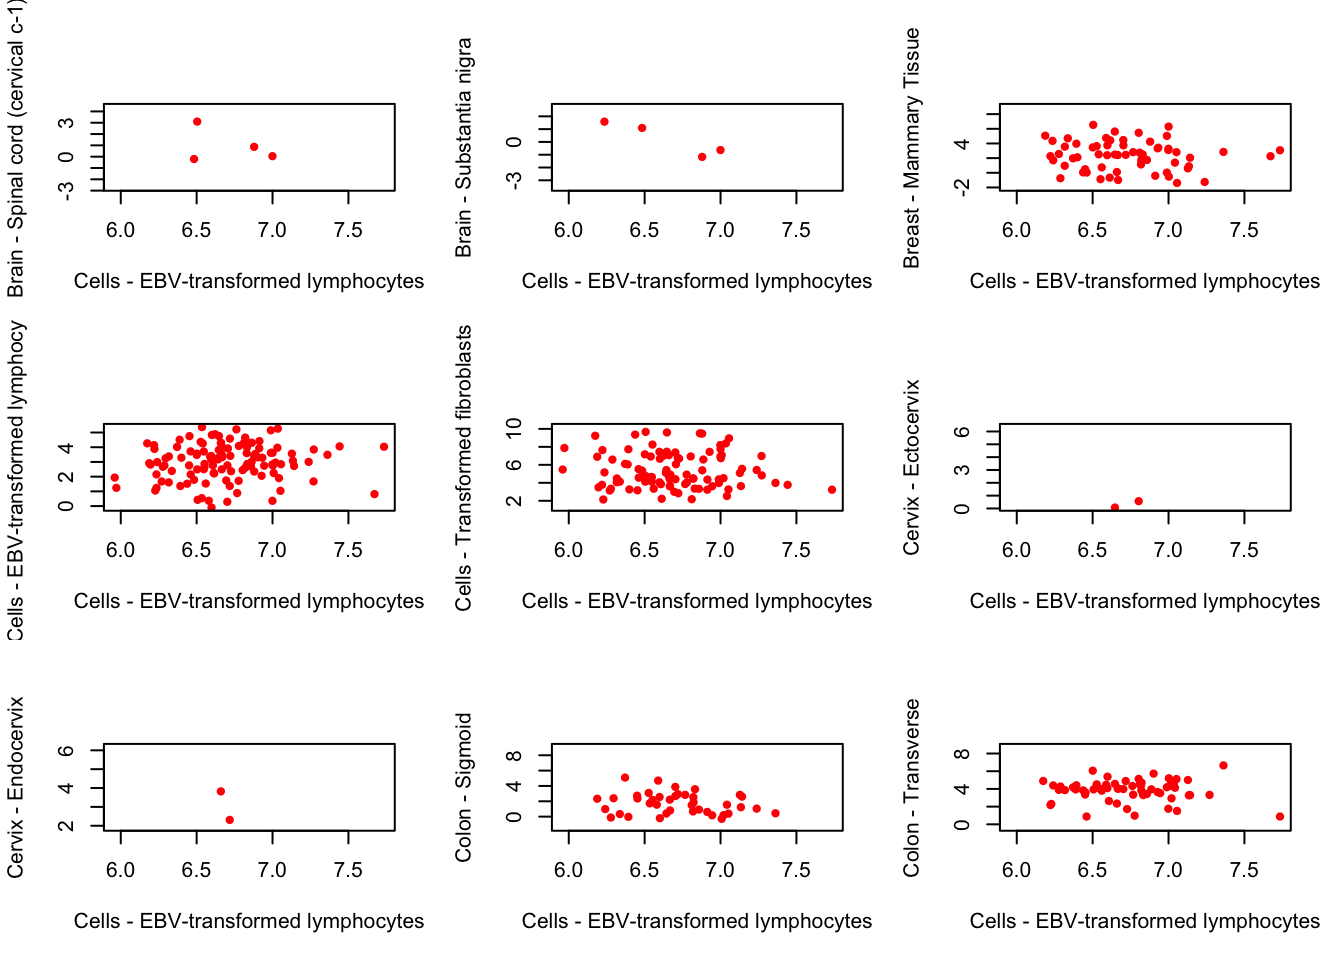 Brain - Spinal cord (cervical c-1)
-3 0 3
6.0 6.5 7.0 7.5
Cells - EBV-transformed lymphocytes
Brain - Substantia nigra
-3 0
6.0 6.5 7.0 7.5
Cells - EBV-transformed lymphocytes
Breast - Mammary Tissue
-2 4
6.0 6.5 7.0 7.5
Cells - EBV-transformed lymphocytes
Cells - EBV-transformed lymphocy
0 2 4
6.0 6.5 7.0 7.5
Cells - EBV-transformed lymphocytes
Cells - Transformed fibroblasts
2 6 10
6.0 6.5 7.0 7.5
Cells - EBV-transformed lymphocytes
Cervix - Ectocervix
0 3 6
6.0 6.5 7.0 7.5
Cells - EBV-transformed lymphocytes
Cervix - Endocervix
2 4 6
6.0 6.5 7.0 7.5
Cells - EBV-transformed lymphocytes
Colon - Sigmoid
0 4 8
6.0 6.5 7.0 7.5
Cells - EBV-transformed lymphocytes
Colon - Transverse
0 4 8
6.0 6.5 7.0 7.5
Cells - EBV-transformed lymphocytes